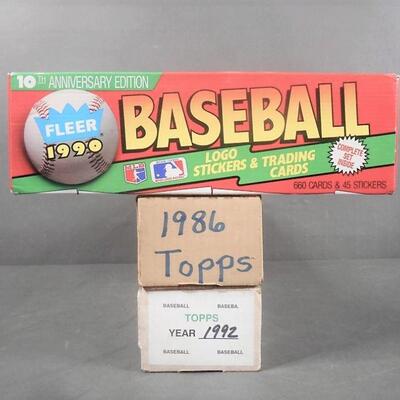 10TH ANNIVERSARY EDITION
FLEER
1990
BASEBALL
LOGO
STICKERS & TRADING
CARDS
COMPLETE
SET
INSIDE
660 CARDS & 45 STICKERS
1986
Topps
BASEBALL BASEBA.
TOPPS
YEAR 1992
BASEBALL BASEBALL